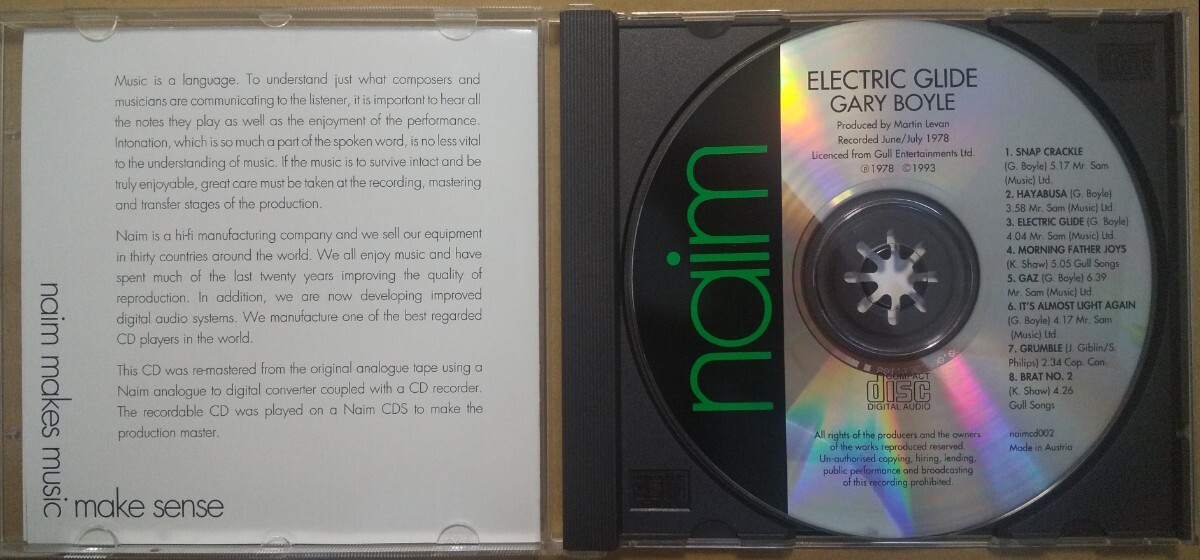 Music is a language. To understand just what composers and
musicians are communicating to the listener, it is important to hear all
the notes they play as well as the enjoyment of the performance.
Intonation, which is so much a part of the spoken word, is no less vital
to the understanding of music. If the music is to survive intact and be
truly enjoyable, great care must be taken at the recording, mastering
and transfer stages of the production.
Naim is a hi-fi manufacturing company and we sell our equipment
in thirty countries around the world. We all enjoy music and have
spent much of the last twenty years improving the quality of
reproduction. In addition, we are now developing improved
digital audio systems. We manufacture one of the best regarded
CD players in the world.
This CD was re-mastered from the original analogue tape using a
Naim analogue to digital converter coupled with a CD recorder.
The recordable CD was played on a Naim CDS to make the
production master.
naim makes music
make sense
naim
ELECTRIC GLIDE
GARY BOYLE
Produced by Martin Levan
Recorded June/July 1978
Licenced from Gull Entertainments Ltd.
℗1978 ©1993
1. SNAP CRACKLE
(G. Boyle) 5.17 Mr. Sam
(Music) Ltd.
2. HAYABUSA (G. Boyle)
3.58 Mr. Sam (Music) Ltd.
3. ELECTRIC GLIDE (G. Boyle)
4.04 Mr. Sam (Music) Ltd.
4. MORNING FATHER JOYS
(K. Shaw) 5.05 Gull Songs
5. GAZ (G. Boyle) 6.39
Mr. Sam (Music) Ltd.
6. IT'S ALMOST LIGHT AGAIN
(G. Boyle) 4.17 Mr. Sam
(Music) Ltd.
7. GRUMBLE (J. Giblin/S.
Philips) 2.34 Cop. Con.
8. BRAT NO. 2
(K. Shaw) 4.26
Gull Songs
COMPACT
disc
DIGITAL AUDIO
All rights of the producers and the owners
of the works reproduced reserved.
Un-authorised copying, hiring, lending,
public performance and broadcasting
of this recording prohibited.
naimcd002
Made in Austria